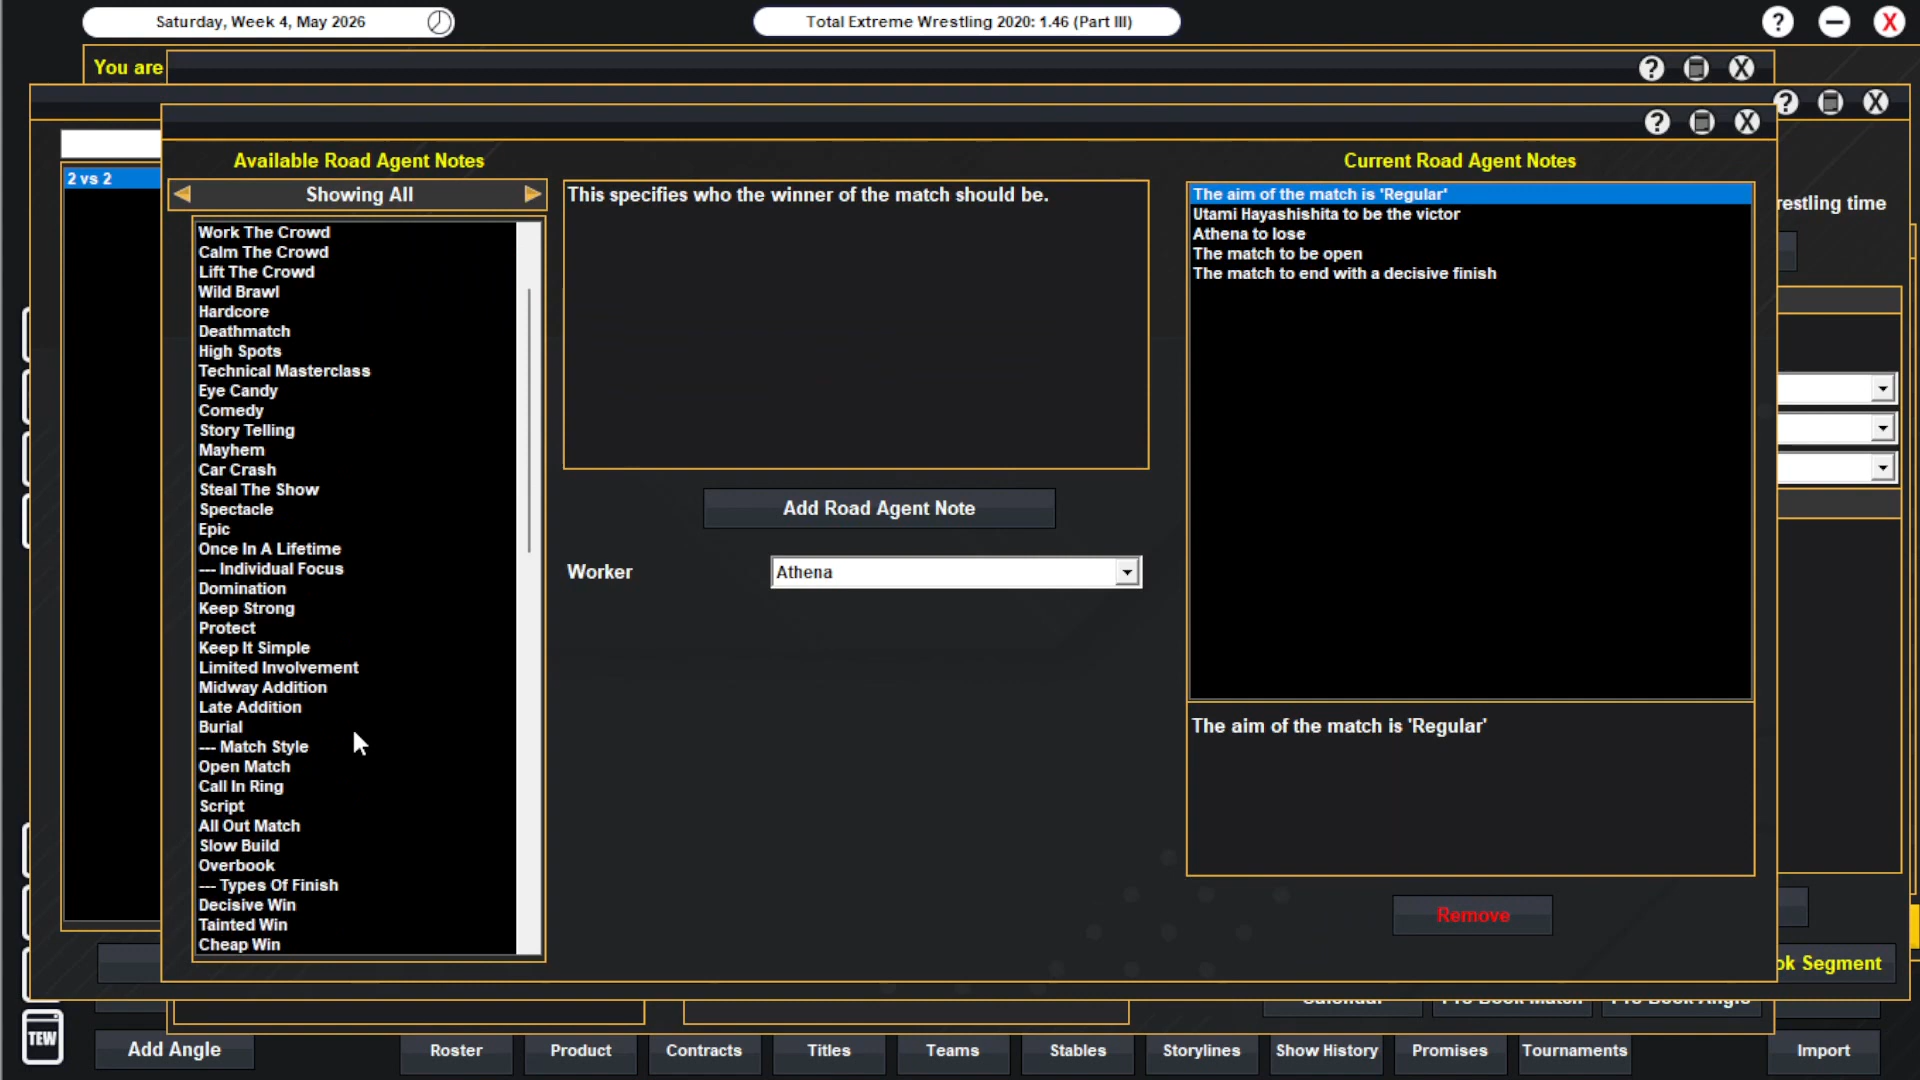 Saturday, Week 4, May 2026
Total Extreme Wrestling 2020: 1.46 (Part III)
?
X
You are
? X
? X
? X
Available Road Agent Notes
Current Road Agent Notes
2 vs 2
Showing All
This specifies who the winner of the match should be.
The aim of the match is 'Regular'
Utami Hayashishita to be the victor
Athena to lose
The match to be open
The match to end with a decisive finish
restling time
Work The Crowd
Calm The Crowd
Lift The Crowd
Wild Brawl
Hardcore
Deathmatch
High Spots
Technical Masterclass
Eye Candy
Comedy
Story Telling
Mayhem
Car Crash
Steal The Show
Spectacle
Epic
Once In A Lifetime
--- Individual Focus
Domination
Keep Strong
Protect
Keep It Simple
Limited Involvement
Midway Addition
Late Addition
Burial
--- Match Style
Open Match
Call In Ring
Script
All Out Match
Slow Build
Overbook
--- Types Of Finish
Decisive Win
Tainted Win
Cheap Win
Add Road Agent Note
Worker
Athena
The aim of the match is 'Regular'
Remove
ok Segment
Calendar
Pre Book Match
Pre Book Angle
TEW
Add Angle
Roster
Product
Contracts
Titles
Teams
Stables
Storylines
Show History
Promises
Tournaments
Import